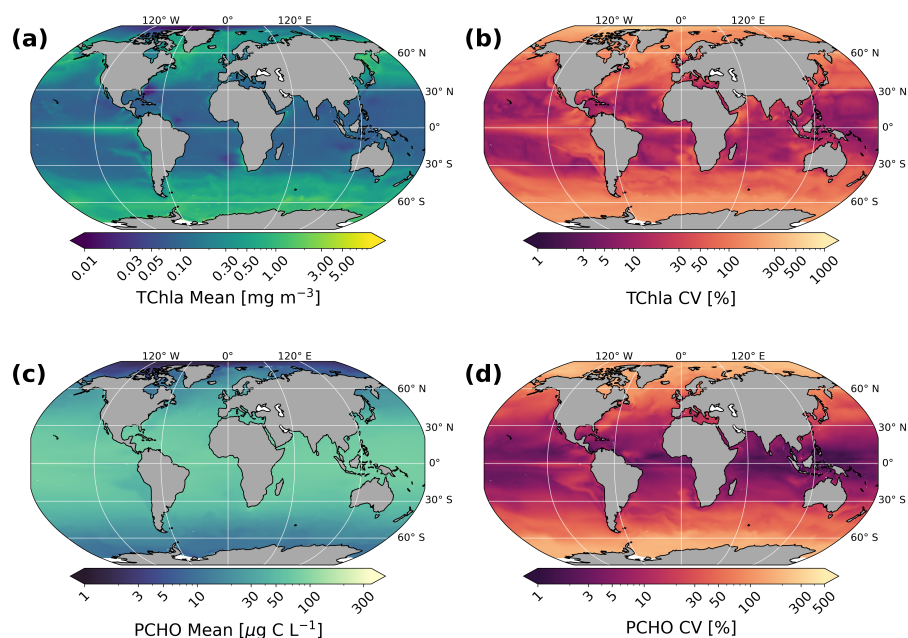 (a)
120° W 0° 120° E
60° N
30° N
0°
30° S
60° S
0.01 0.03 0.05 0.10 0.30 0.50 1.00 3.00 5.00
TChla Mean [mg m⁻³]
(b)
120° W 0° 120° E
60° N
30° N
0°
30° S
60° S
1 3 5 10 30 50 100 300 500 1000
TChla CV [%]
(c)
120° W 0° 120° E
60° N
30° N
0°
30° S
60° S
1 3 5 10 30 50 100 300
PCHO Mean [μg C L⁻¹]
(d)
120° W 0° 120° E
60° N
30° N
0°
30° S
60° S
1 3 5 10 30 50 100 300 500
PCHO CV [%]